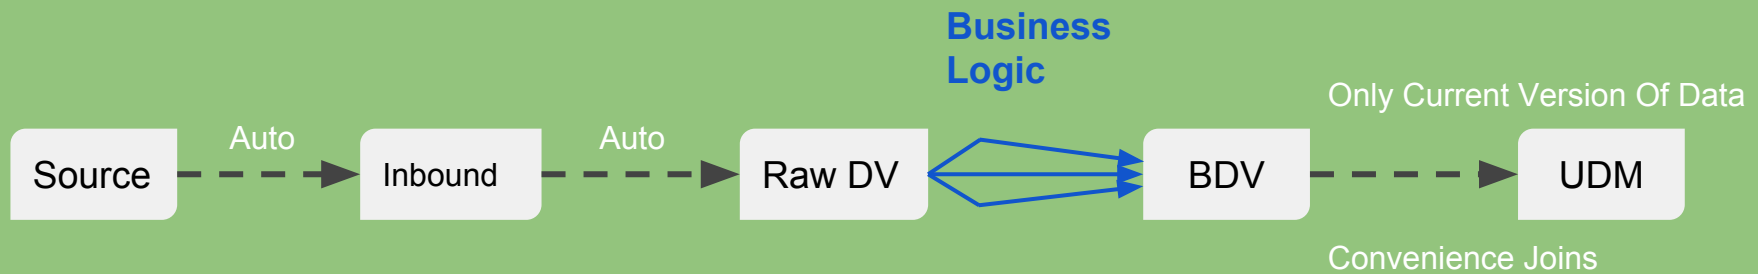 Business
Logic
Only Current Version Of Data
Source
Auto
Inbound
Auto
Raw DV
BDV
UDM
Convenience Joins